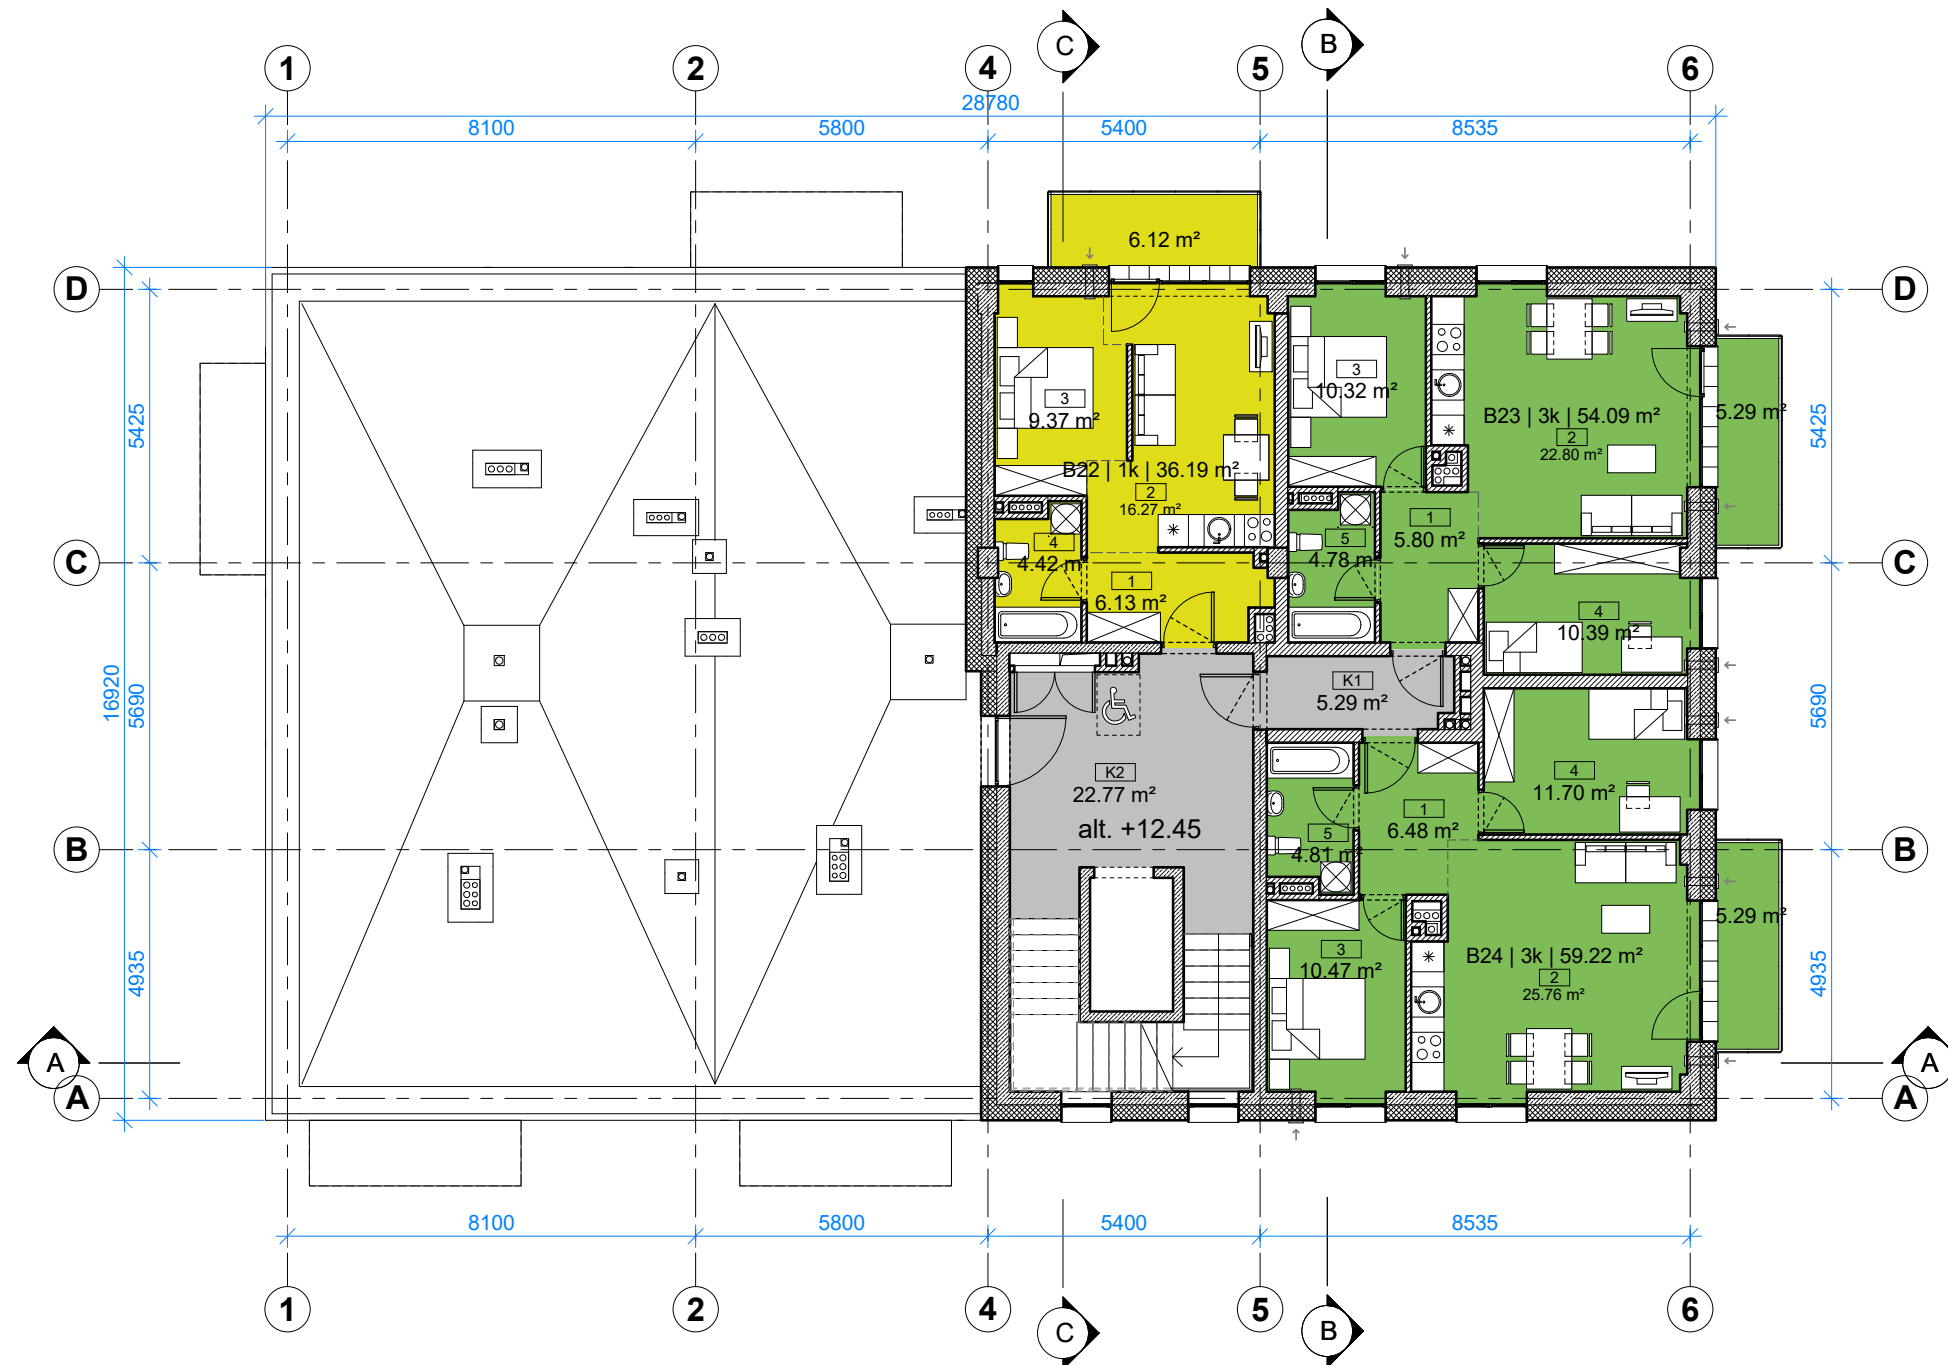 C
B
1
2
4
5
6
28780
8100
5800
5400
8535
6.12 m²
D
D
3
9.37 m²
3
10.32 m²
B23 | 3k | 54.09 m²
2
22.80 m²
5.29 m²
5425
5425
B22 | 1k | 36.19 m²
2
16.27 m²
1
5.80 m²
4
4.42 m²
5
4.78 m²
C
C
1
6.13 m²
4
10.39 m²
16920
5690
5690
K1
5.29 m²
K2
22.77 m²
alt. +12.45
4
11.70 m²
1
6.48 m²
5
4.81 m²
B
B
5.29 m²
3
10.47 m²
B24 | 3k | 59.22 m²
2
25.76 m²
4935
4935
A
A
A
A
8100
5800
5400
8535
1
2
4
5
6
C
B